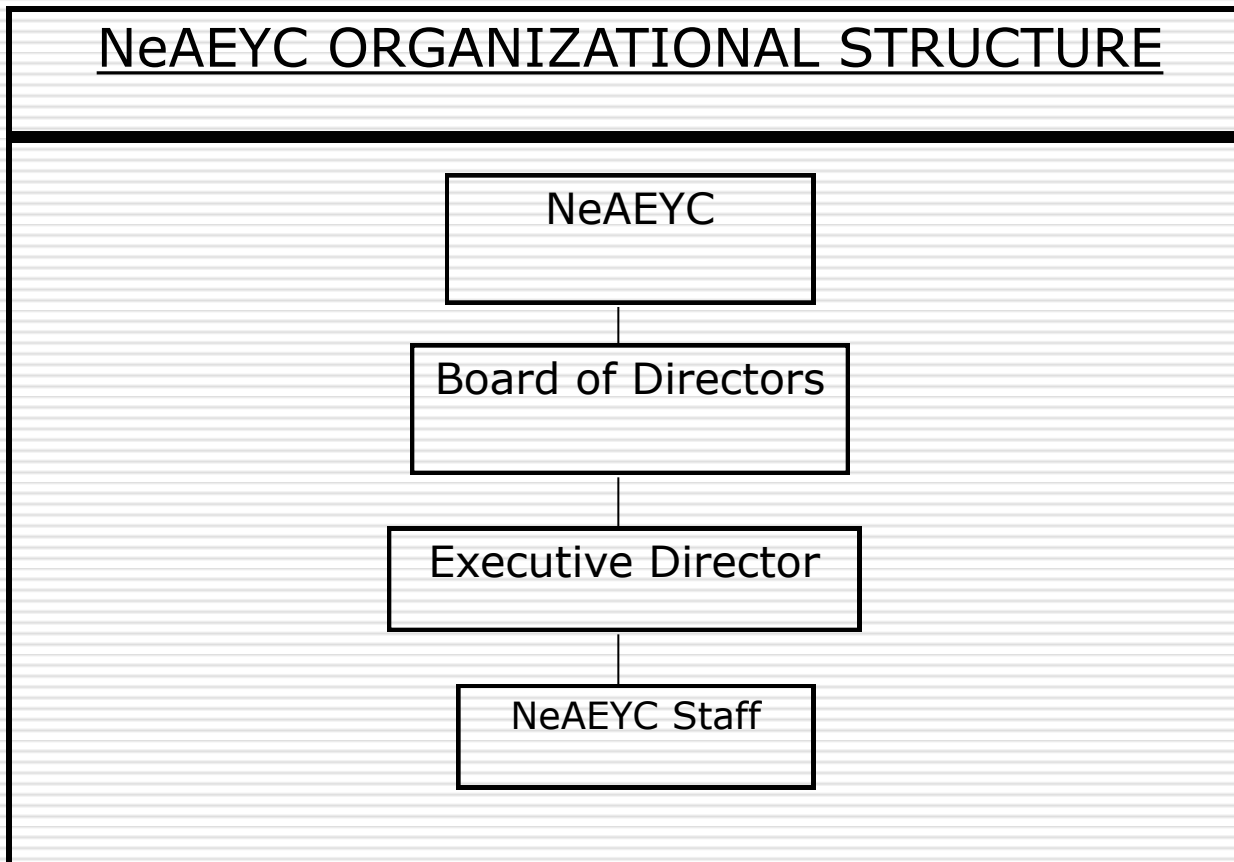 NeAEYC ORGANIZATIONAL STRUCTURE
NeAEYC
Board of Directors
Executive Director
NeAEYC Staff